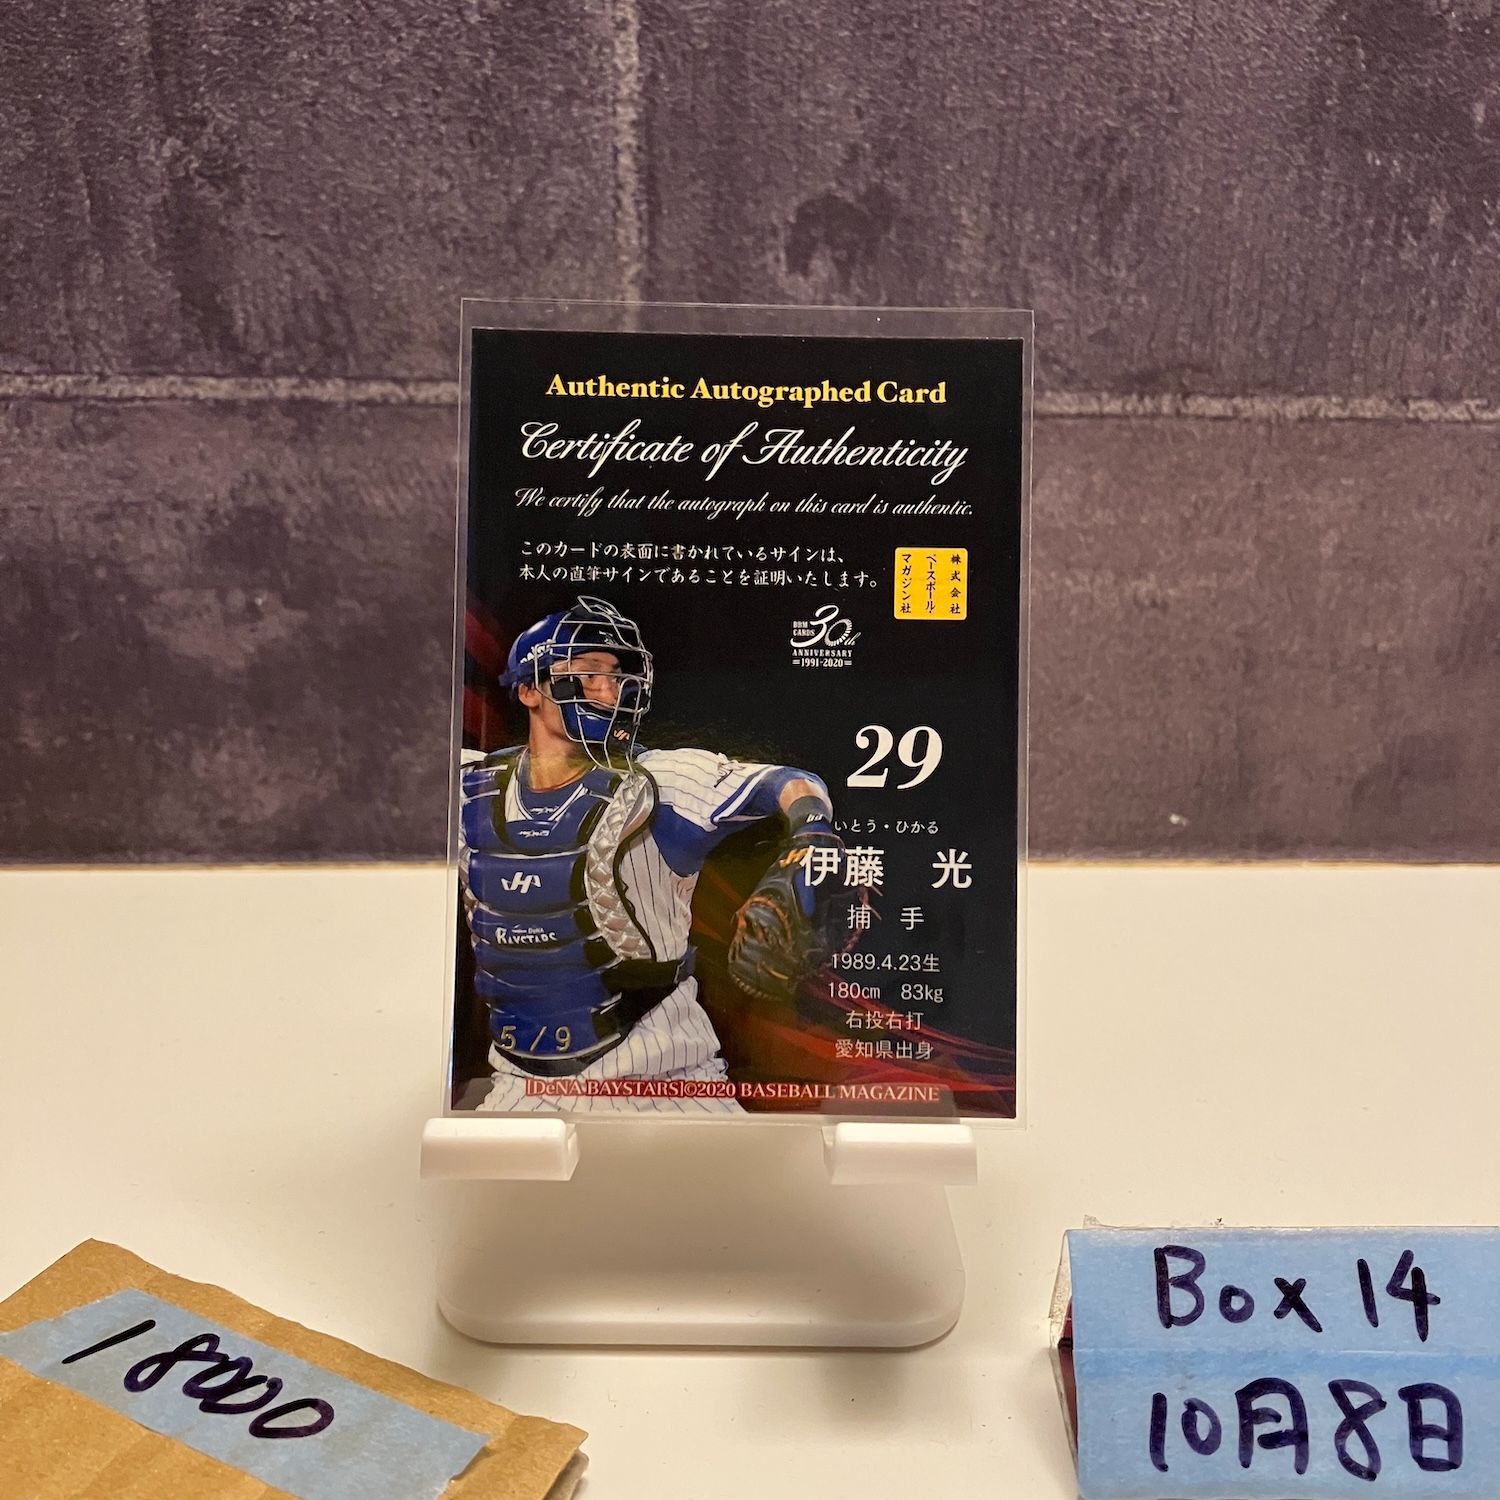 Authentic Autographed Card
Certificate of Authenticity
We certify that the autograph on this card is authentic.
このカードの表面に書かれているサインは、
本人の直筆サインであることを証明いたします。
株式会社
ベースボール・
マガジン社
BBM
CARDS
30th
ANNIVERSARY
=1991-2020=
29
いとう・ひかる
伊藤 光
捕 手
1989.4.23生
180cm 83kg
右投右打
愛知県出身
DeNA
BAYSTARS
5/9
[DeNA BAYSTARS]©2020 BASEBALL MAGAZINE
18000
Box 14
10月8日